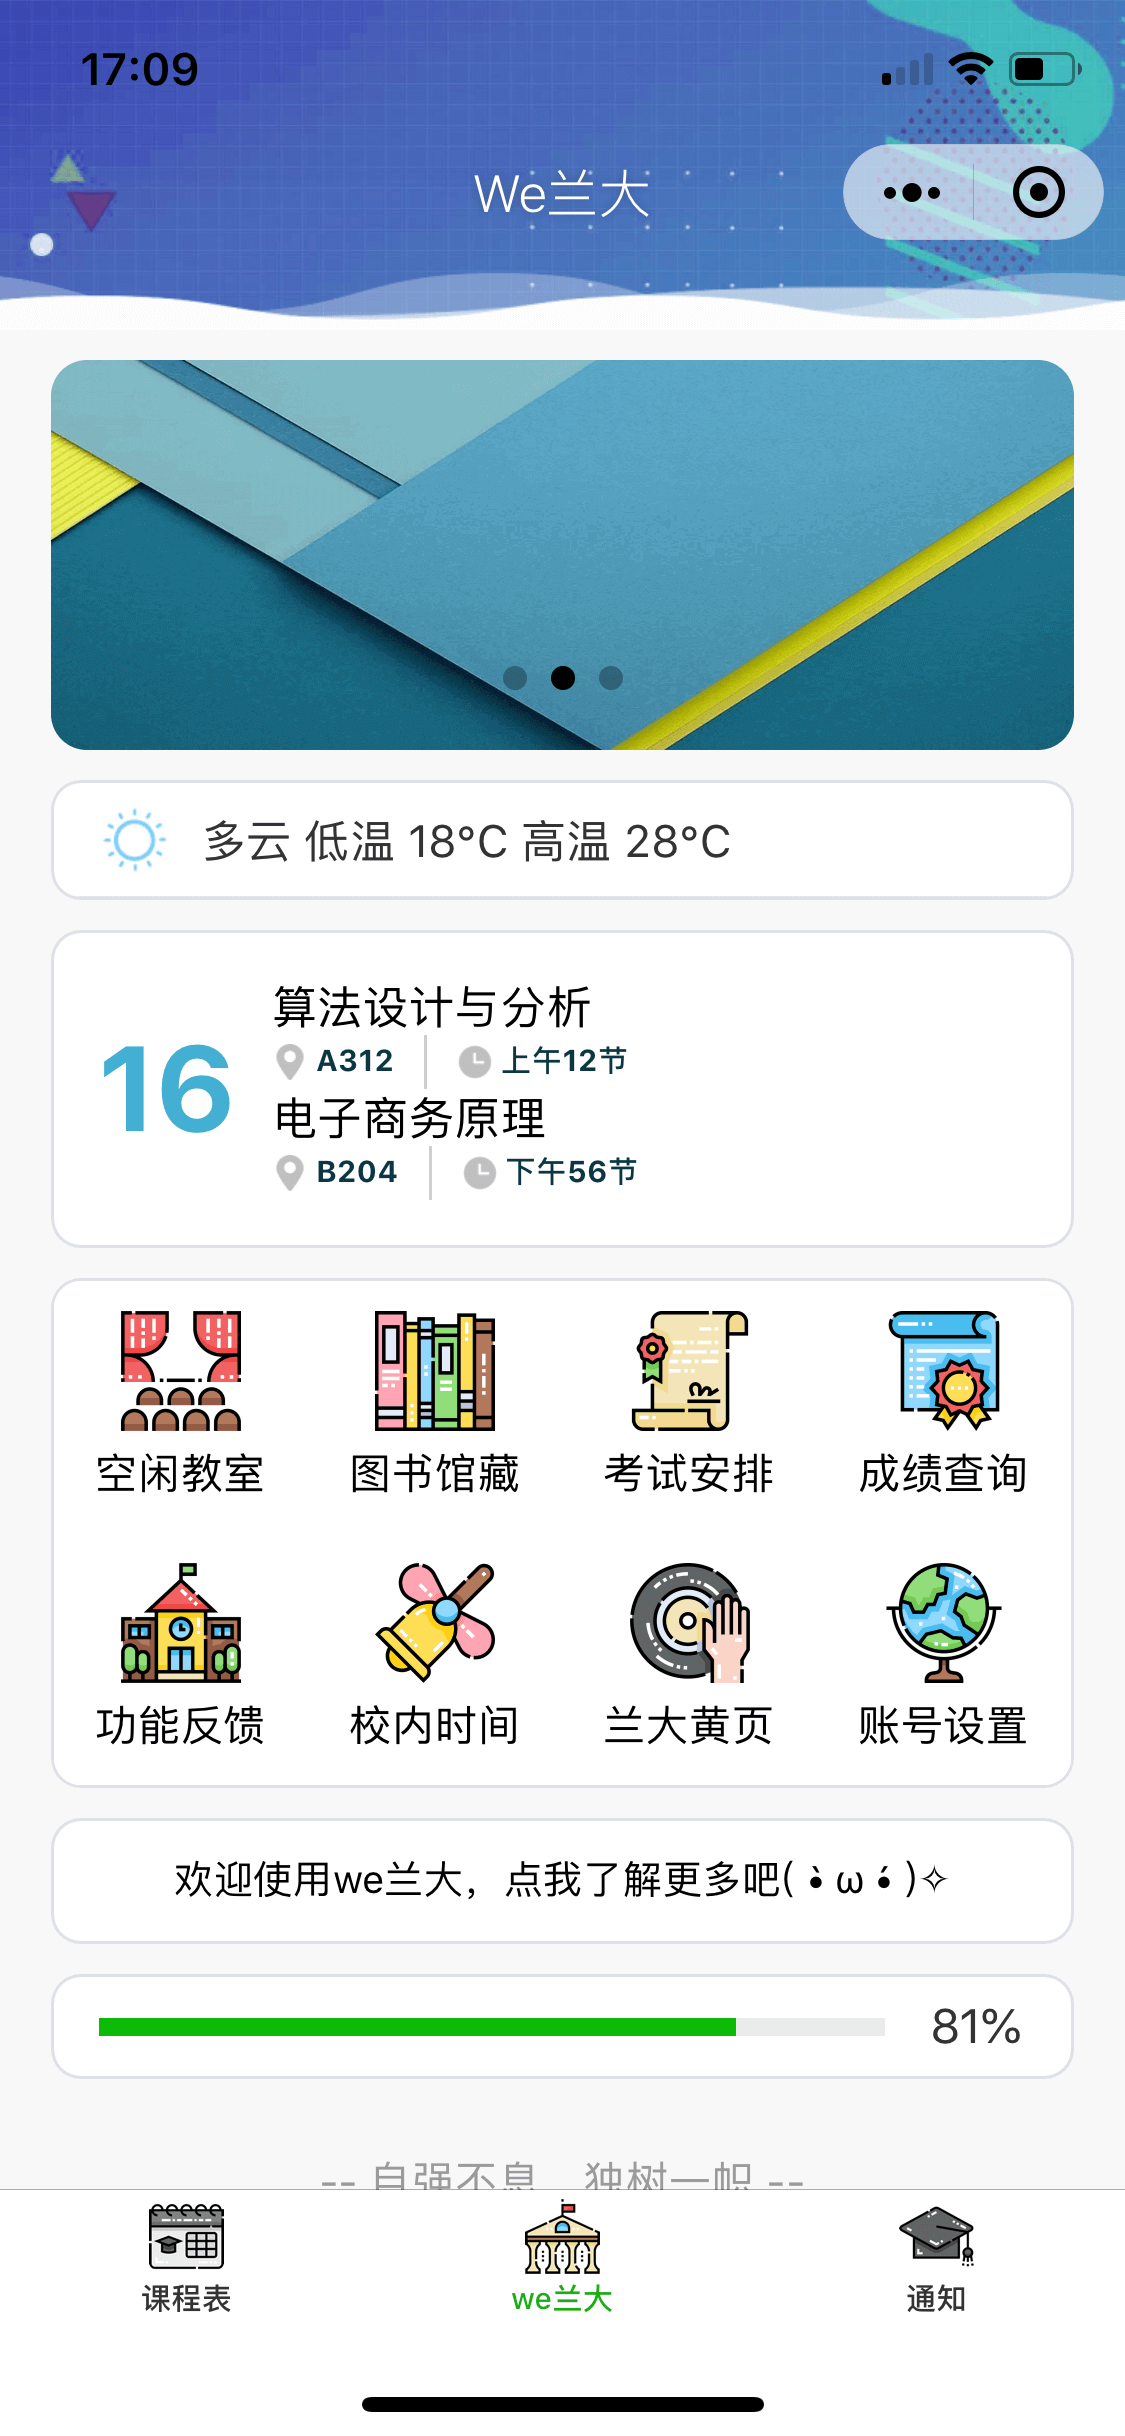 17:09
We兰大
多云 低温 18°C 高温 28°C
16
算法设计与分析
A312 上午12节
电子商务原理
B204 下午56节
空闲教室 图书馆藏 考试安排 成绩查询
功能反馈 校内时间 兰大黄页 账号设置
欢迎使用we兰大，点我了解更多吧( •̀ ω •́ )✧
81%
-- 自强不息 独树一帜 --
课程表 we兰大 通知